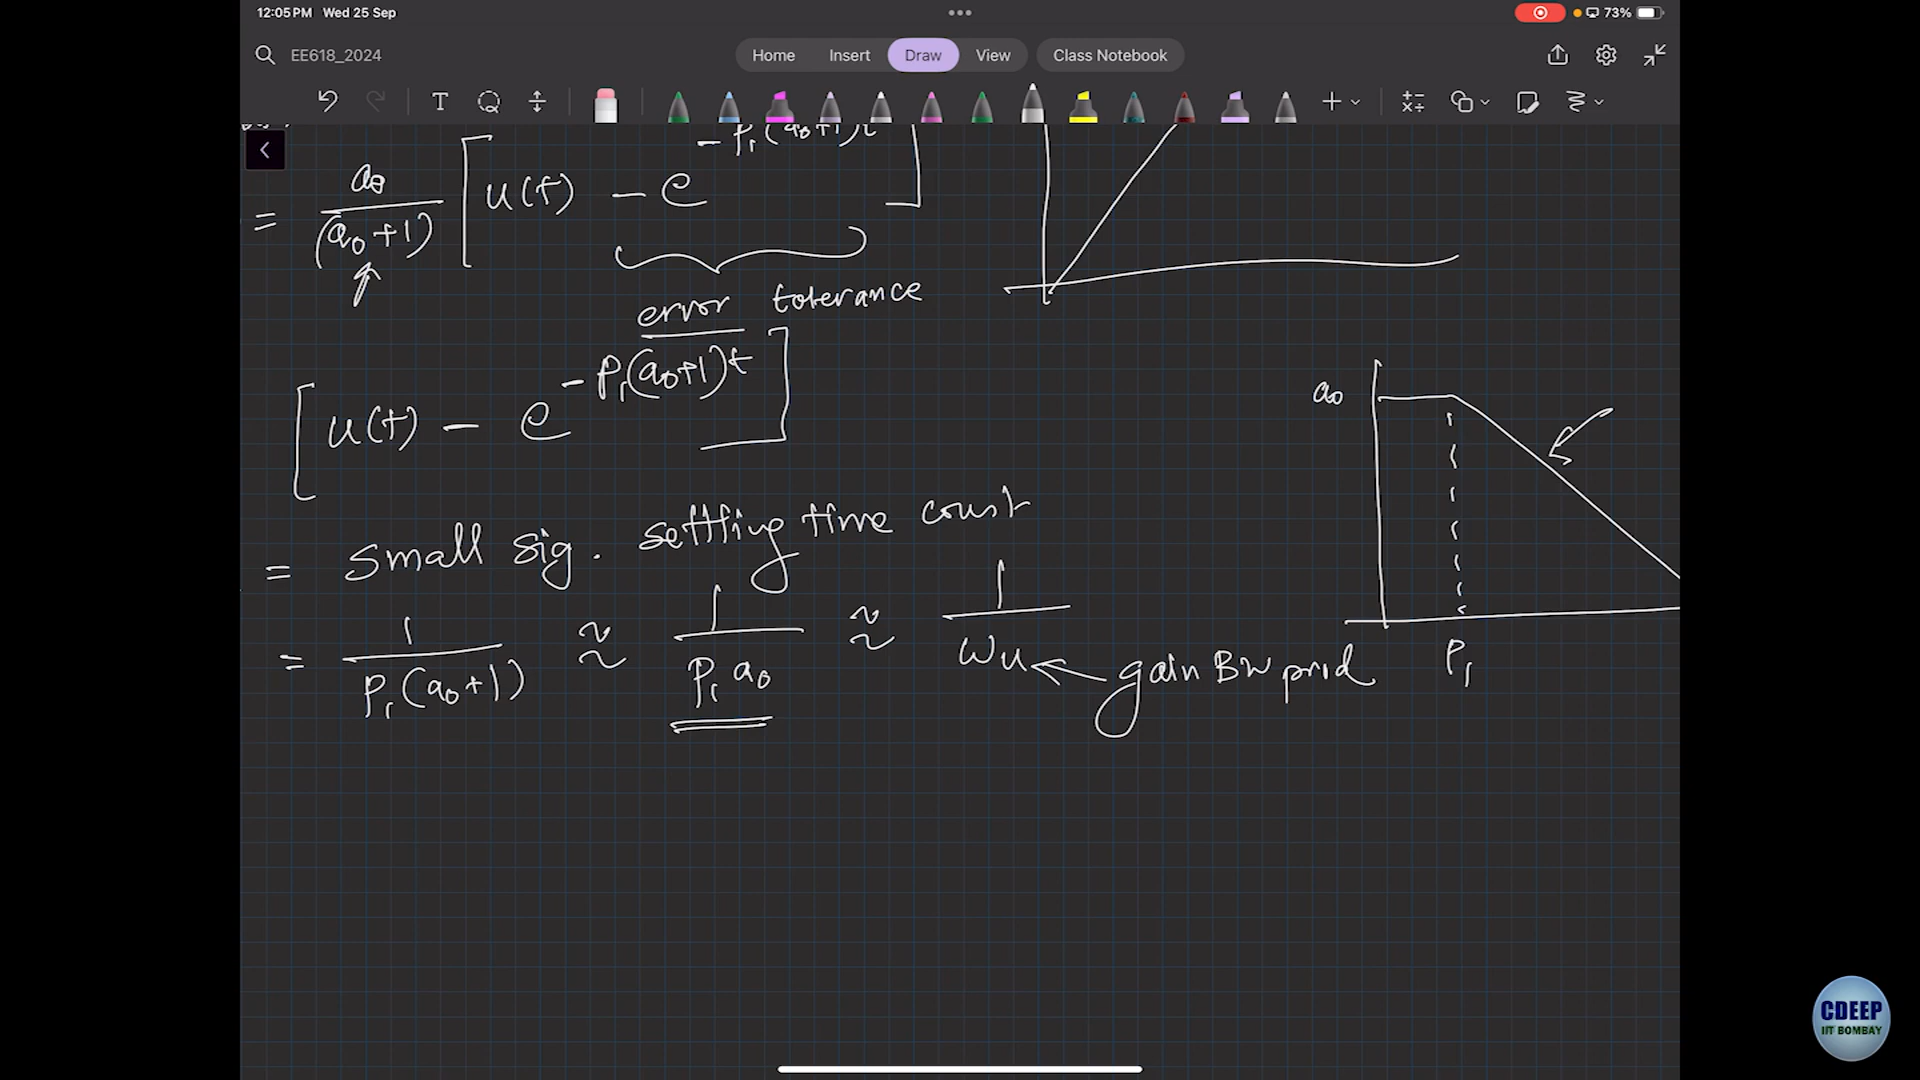 12:05 PM Wed 25 Sep
73%
EE618_2024
Home Insert Draw View Class Notebook
= a₀/(a₀+1) [u(t) - e^(-P₁(a₀+1)t)]
error tolerance
[u(t) - e^(-P₁(a₀+1)t)]
a₀
= small sig. settling time const
= 1/(P₁(a₀+1)) ≈ 1/(P₁ a₀) ≈ 1/ωu ← gain BW prod
P₁
CDEEP
IIT BOMBAY